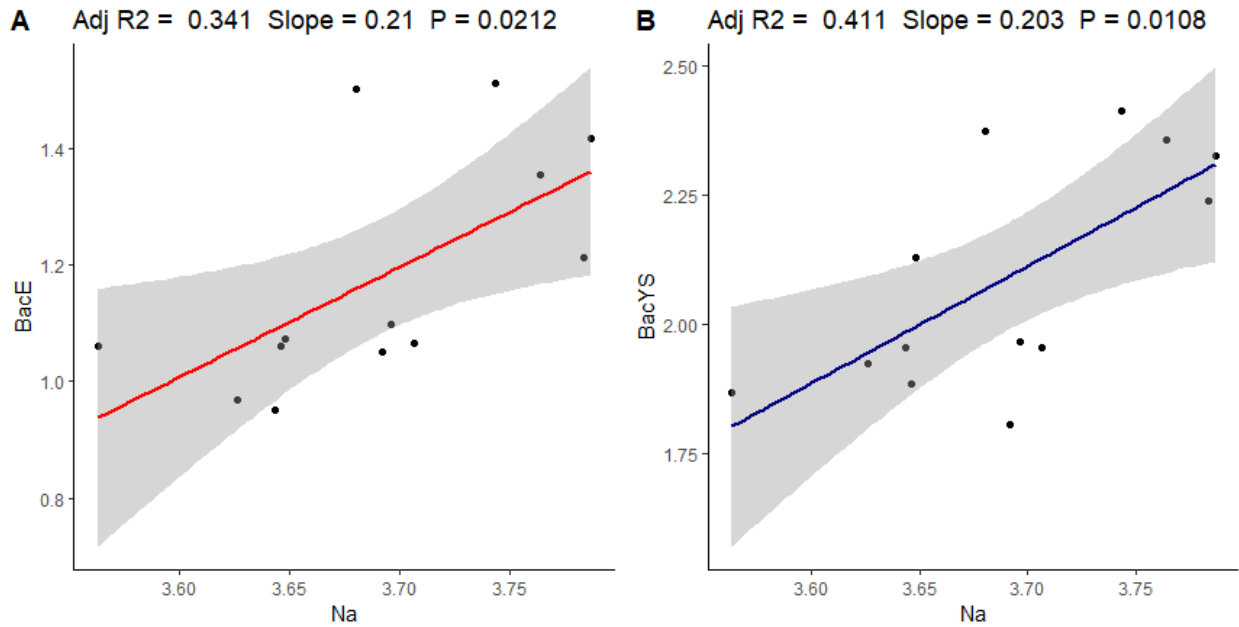 A Adj R2 = 0.341 Slope = 0.21 P = 0.0212
1.4
1.2
1.0
0.8
BacE
3.60 3.65 3.70 3.75
Na
B Adj R2 = 0.411 Slope = 0.203 P = 0.0108
2.50
2.25
2.00
1.75
BacYS
3.60 3.65 3.70 3.75
Na